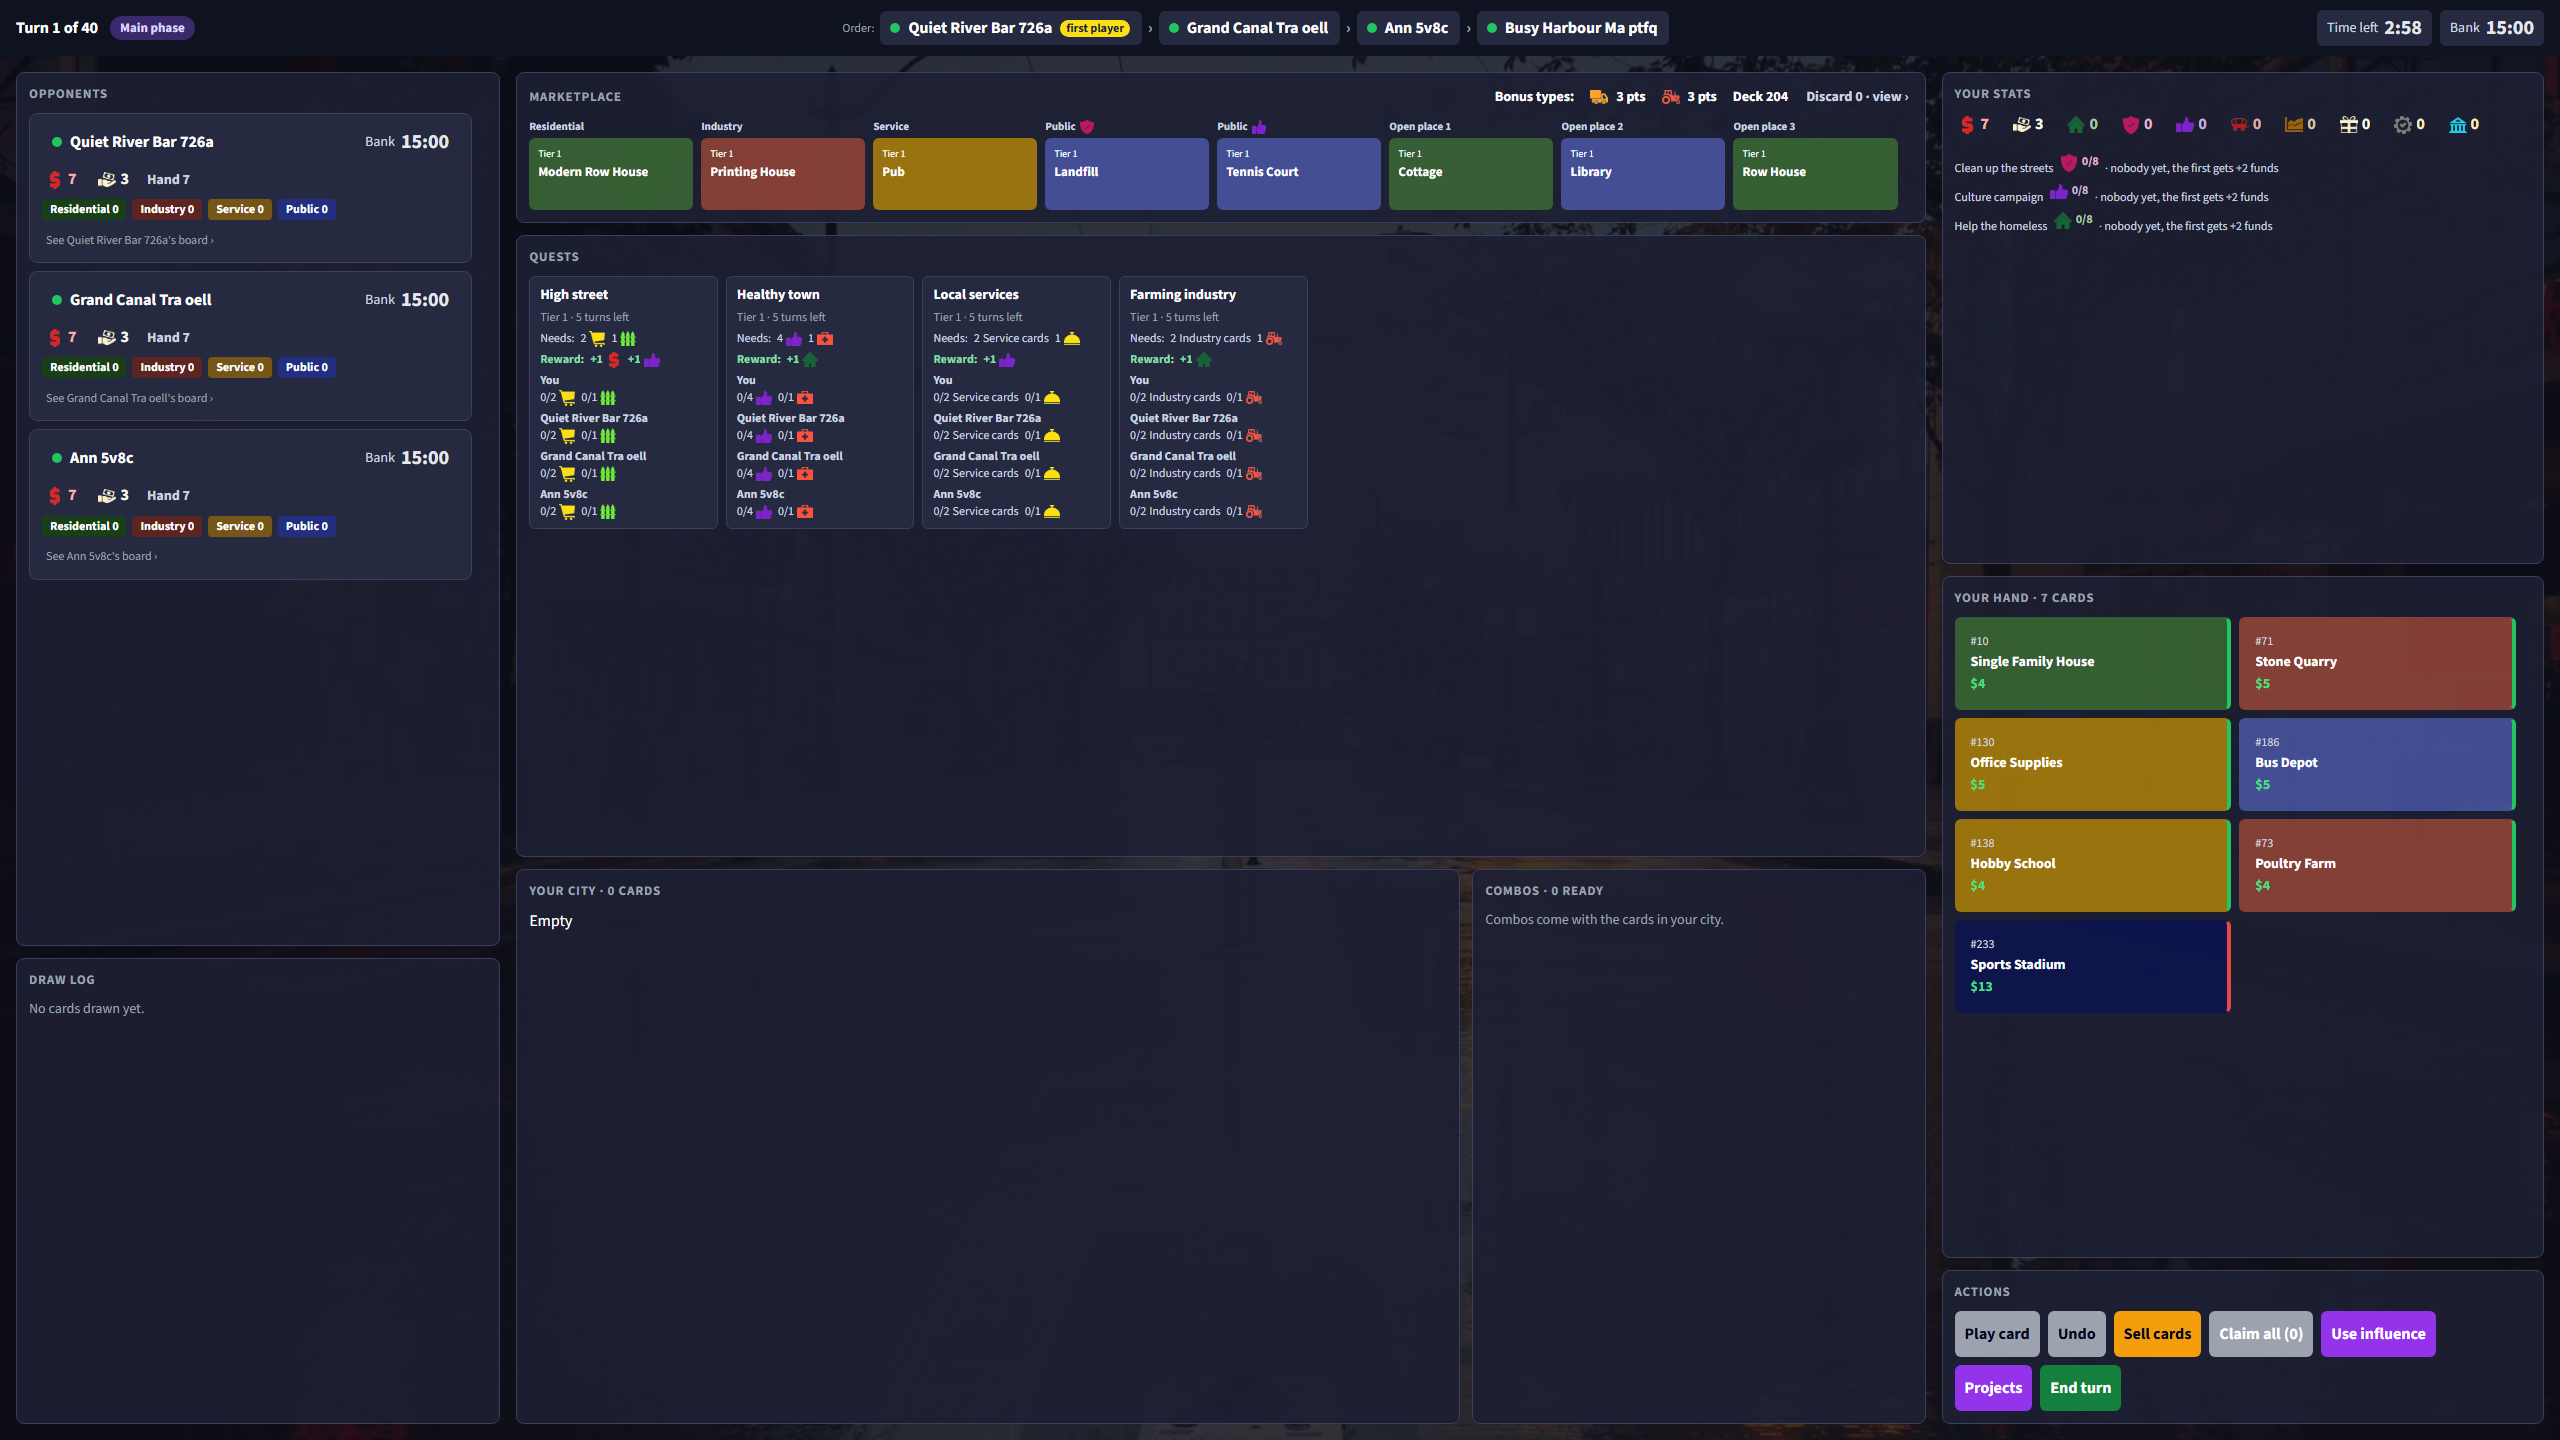 Turn 1 of 40 Main phase
Order: Quiet River Bar 726a first player › Grand Canal Tra oell › Ann 5v8c › Busy Harbour Ma ptfq
Time left 2:58 Bank 15:00
OPPONENTS
Quiet River Bar 726a Bank 15:00
7 3 Hand 7
Residential 0 Industry 0 Service 0 Public 0
See Quiet River Bar 726a's board ›
Grand Canal Tra oell Bank 15:00
7 3 Hand 7
Residential 0 Industry 0 Service 0 Public 0
See Grand Canal Tra oell's board ›
Ann 5v8c Bank 15:00
7 3 Hand 7
Residential 0 Industry 0 Service 0 Public 0
See Ann 5v8c's board ›
DRAW LOG
No cards drawn yet.
MARKETPLACE
Bonus types: 3 pts 3 pts Deck 204 Discard 0 · view ›
Residential
Tier 1
Modern Row House
Industry
Tier 1
Printing House
Service
Tier 1
Pub
Public
Tier 1
Landfill
Public
Tier 1
Tennis Court
Open place 1
Tier 1
Cottage
Open place 2
Tier 1
Library
Open place 3
Tier 1
Row House
QUESTS
High street
Tier 1 · 5 turns left
Needs: 2 1
Reward: +1 $ +1
You
0/2 0/1
Quiet River Bar 726a
0/2 0/1
Grand Canal Tra oell
0/2 0/1
Ann 5v8c
0/2 0/1
Healthy town
Tier 1 · 5 turns left
Needs: 4 1
Reward: +1
You
0/4 0/1
Quiet River Bar 726a
0/4 0/1
Grand Canal Tra oell
0/4 0/1
Ann 5v8c
0/4 0/1
Local services
Tier 1 · 5 turns left
Needs: 2 Service cards 1
Reward: +1
You
0/2 Service cards 0/1
Quiet River Bar 726a
0/2 Service cards 0/1
Grand Canal Tra oell
0/2 Service cards 0/1
Ann 5v8c
0/2 Service cards 0/1
Farming industry
Tier 1 · 5 turns left
Needs: 2 Industry cards 1
Reward: +1
You
0/2 Industry cards 0/1
Quiet River Bar 726a
0/2 Industry cards 0/1
Grand Canal Tra oell
0/2 Industry cards 0/1
Ann 5v8c
0/2 Industry cards 0/1
YOUR CITY · 0 CARDS
Empty
COMBOS · 0 READY
Combos come with the cards in your city.
YOUR STATS
$ 7 3 0 0 0 0 0 0 0 0
Clean up the streets 0/8 · nobody yet, the first gets +2 funds
Culture campaign 0/8 · nobody yet, the first gets +2 funds
Help the homeless 0/8 · nobody yet, the first gets +2 funds
YOUR HAND · 7 CARDS
#10
Single Family House
$4
#71
Stone Quarry
$5
#130
Office Supplies
$5
#186
Bus Depot
$5
#138
Hobby School
$4
#73
Poultry Farm
$4
#233
Sports Stadium
$13
ACTIONS
Play card Undo Sell cards Claim all (0) Use influence
Projects End turn